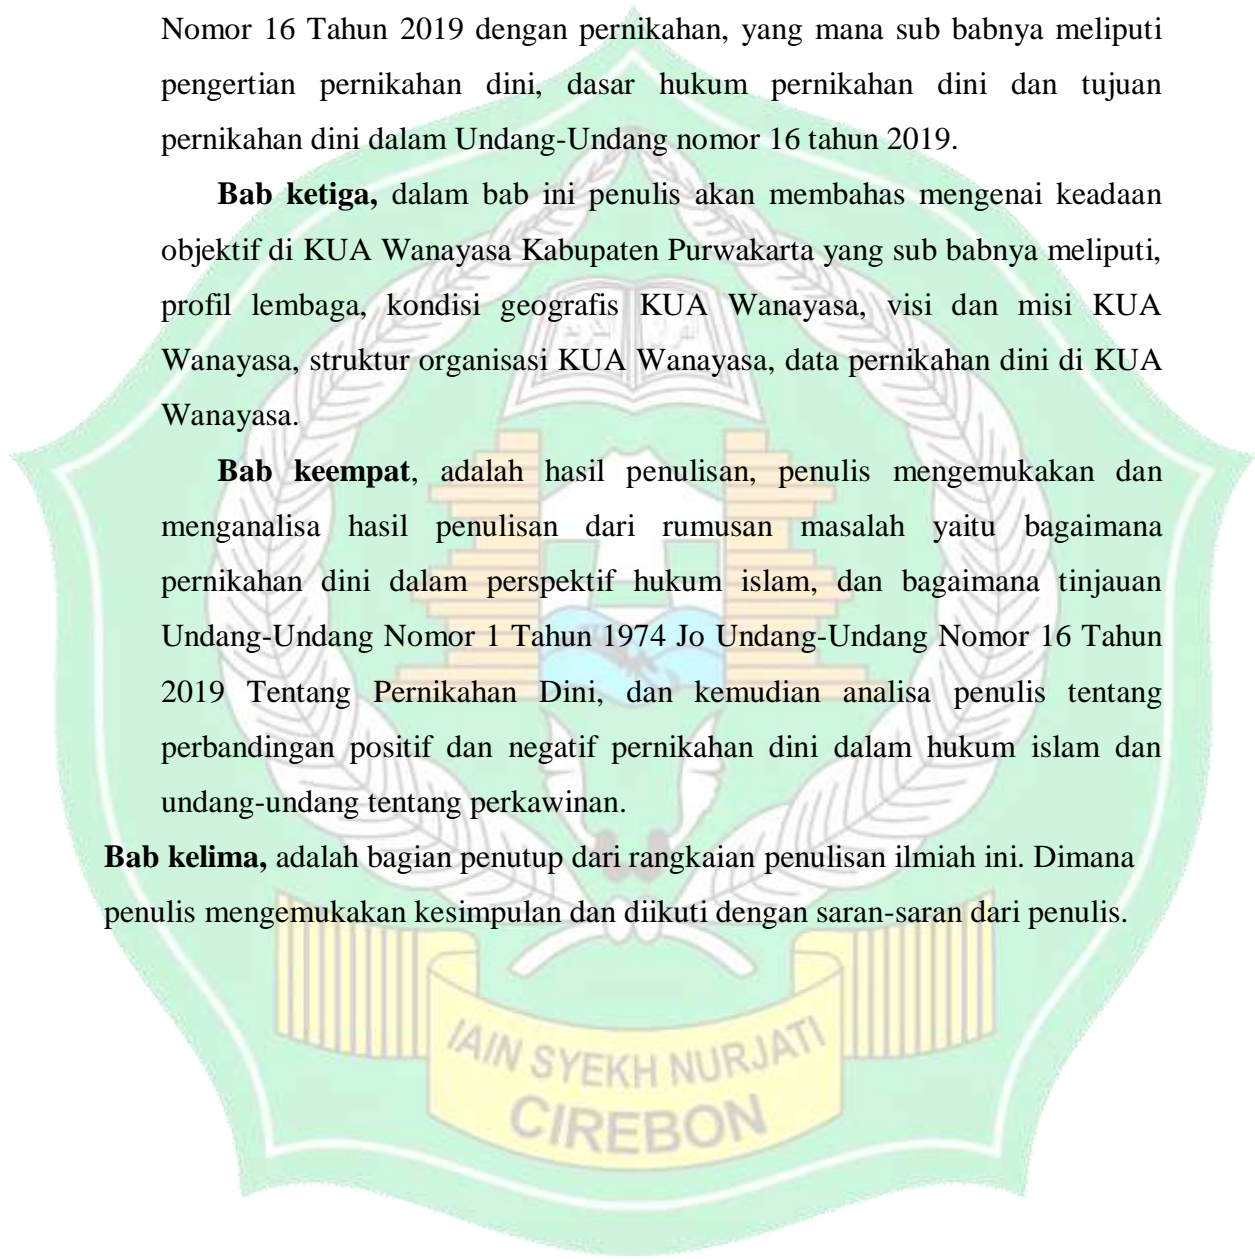 Nomor 16 Tahun 2019 dengan pernikahan, yang mana sub babnya meliputi
pengertian pernikahan dini, dasar hukum pernikahan dini dan tujuan
pernikahan dini dalam Undang-Undang nomor 16 tahun 2019.
Bab ketiga, dalam bab ini penulis akan membahas mengenai keadaan
objektif di KUA Wanayasa Kabupaten Purwakarta yang sub babnya meliputi,
profil lembaga, kondisi geografis KUA Wanayasa, visi dan misi KUA
Wanayasa, struktur organisasi KUA Wanayasa, data pernikahan dini di KUA
Wanayasa.
Bab keempat, adalah hasil penulisan, penulis mengemukakan dan
menganalisa hasil penulisan dari rumusan masalah yaitu bagaimana
pernikahan dini dalam perspektif hukum islam, dan bagaimana tinjauan
Undang-Undang Nomor 1 Tahun 1974 Jo Undang-Undang Nomor 16 Tahun
2019 Tentang Pernikahan Dini, dan kemudian analisa penulis tentang
perbandingan positif dan negatif pernikahan dini dalam hukum islam dan
undang-undang tentang perkawinan.
Bab kelima, adalah bagian penutup dari rangkaian penulisan ilmiah ini. Dimana
penulis mengemukakan kesimpulan dan diikuti dengan saran-saran dari penulis.
IAIN SYEKH NURJATI
CIREBON